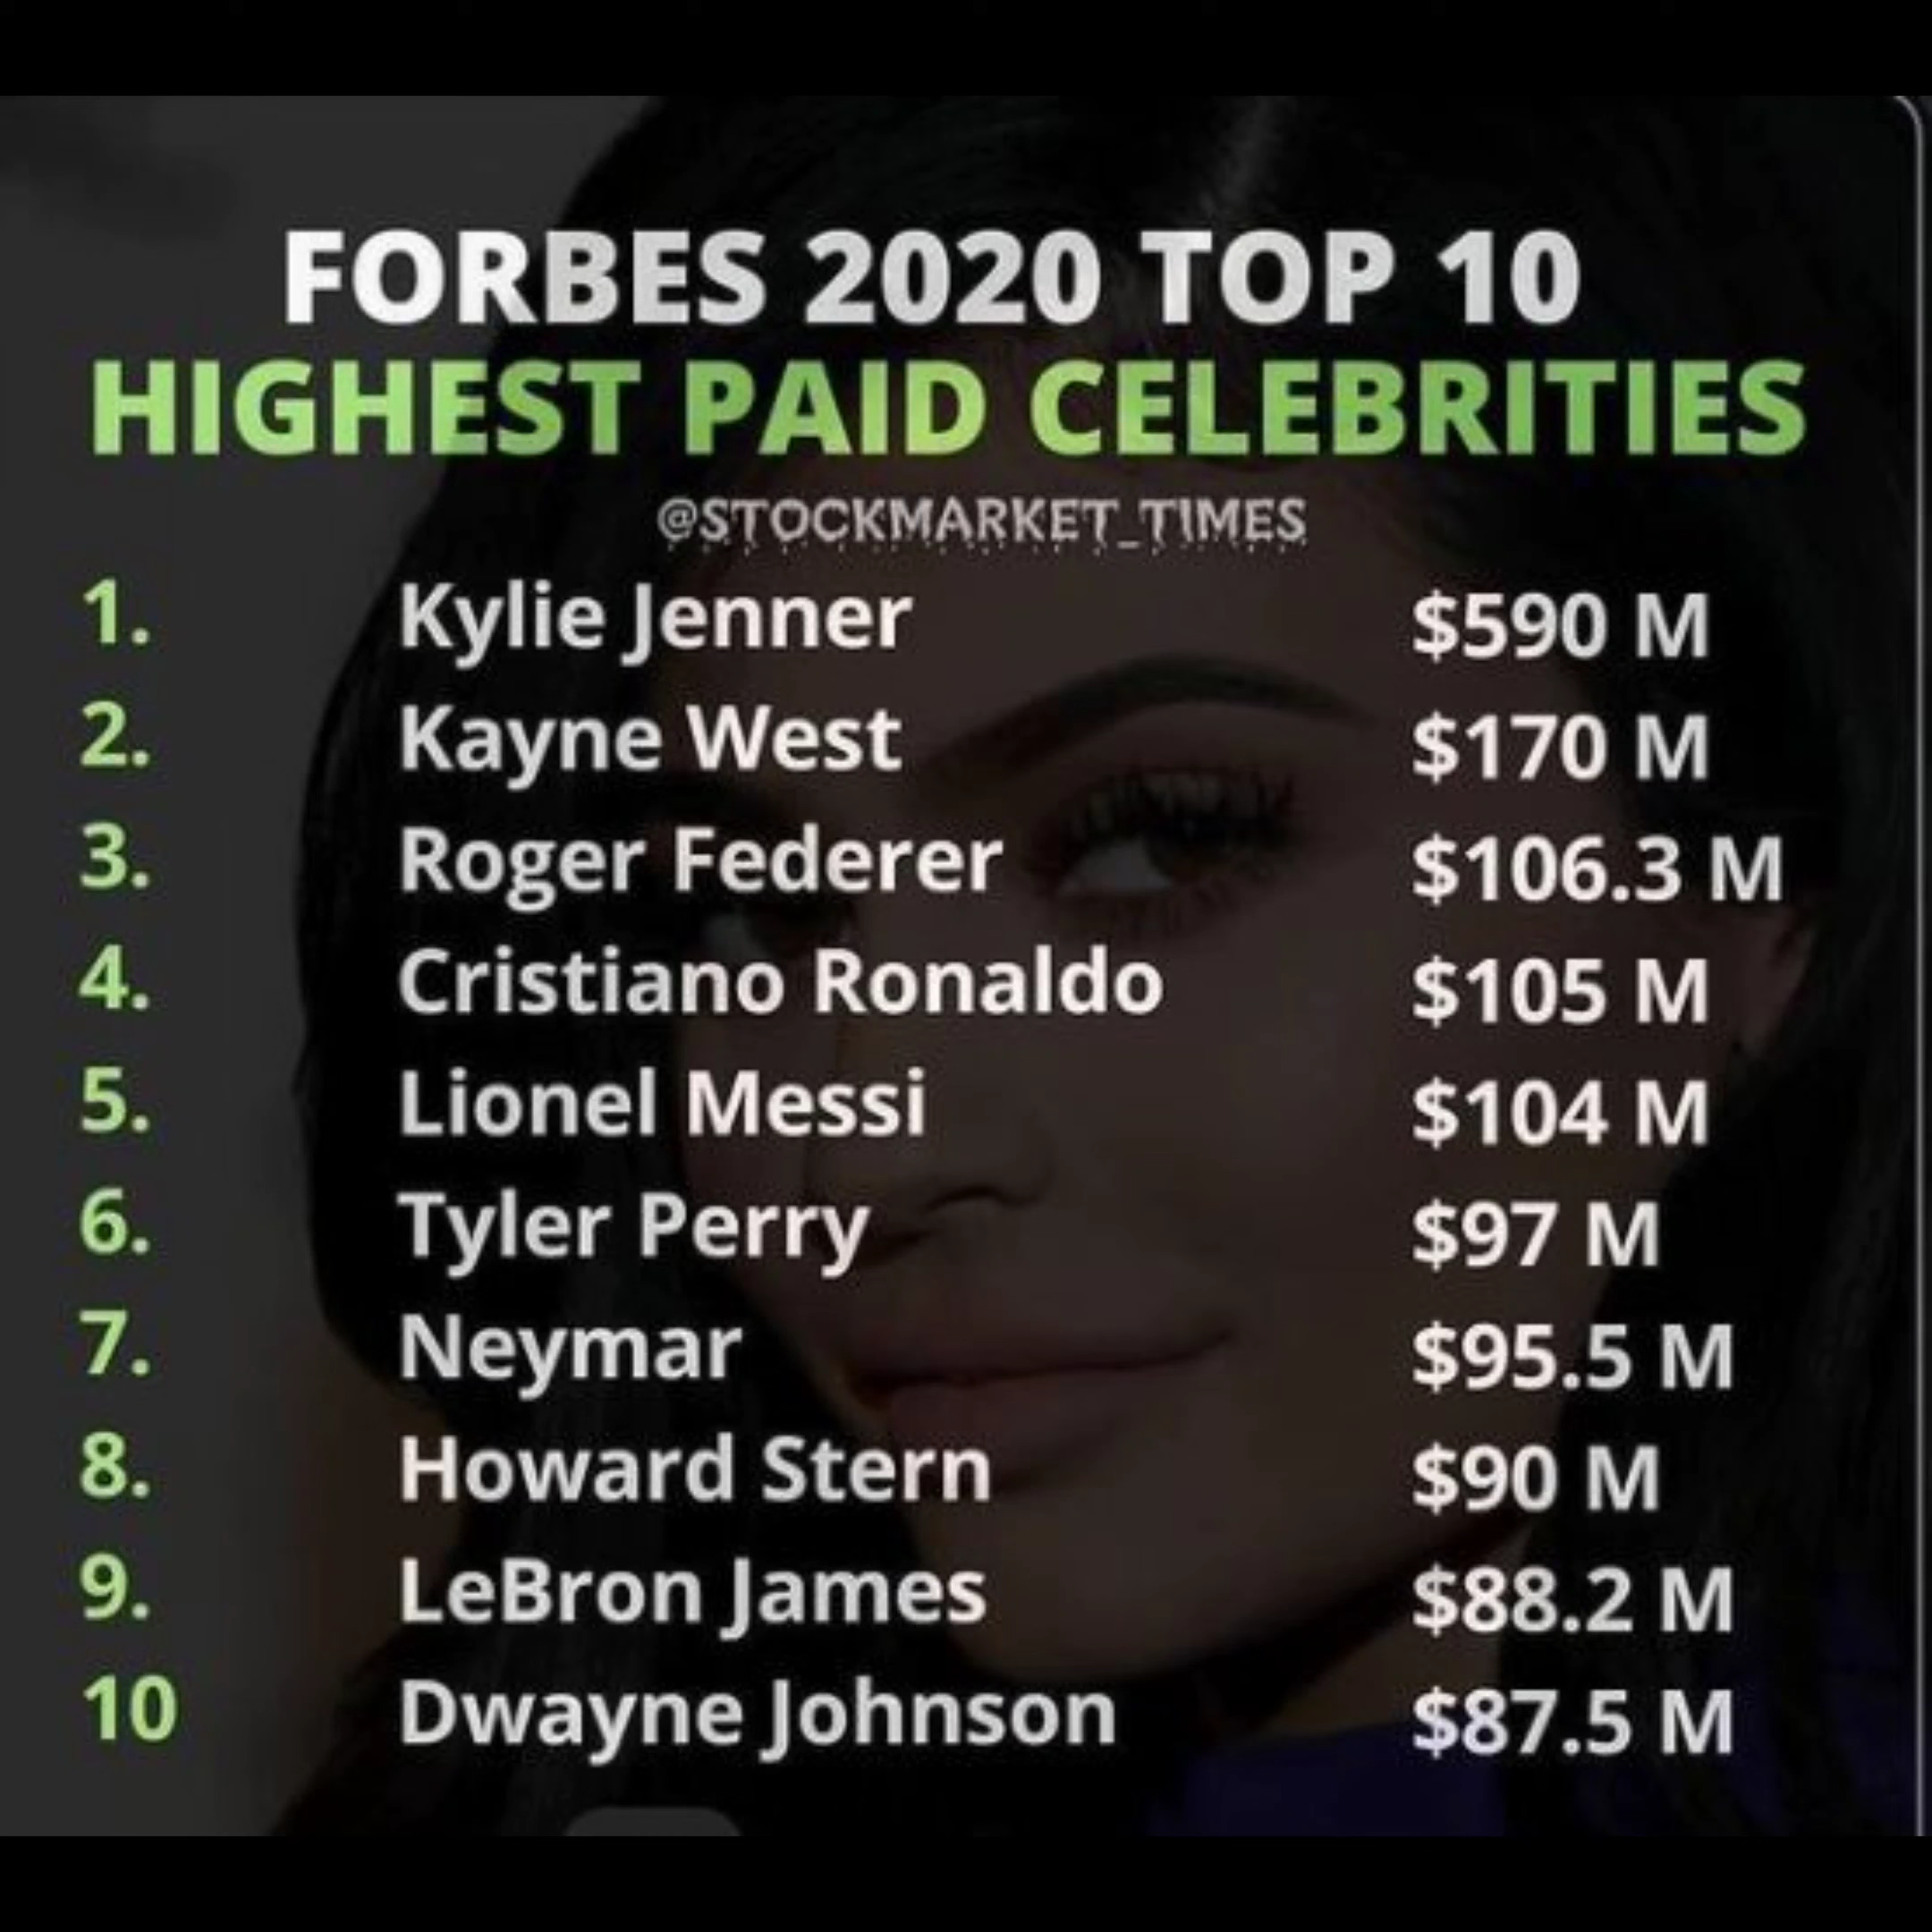 FORBES 2020 TOP 10
HIGHEST PAID CELEBRITIES
@STOCKMARKET_TIMES
1. Kylie Jenner $590 M
2. Kayne West $170 M
3. Roger Federer $106.3 M
4. Cristiano Ronaldo $105 M
5. Lionel Messi $104 M
6. Tyler Perry $97 M
7. Neymar $95.5 M
8. Howard Stern $90 M
9. LeBron James $88.2 M
10 Dwayne Johnson $87.5 M